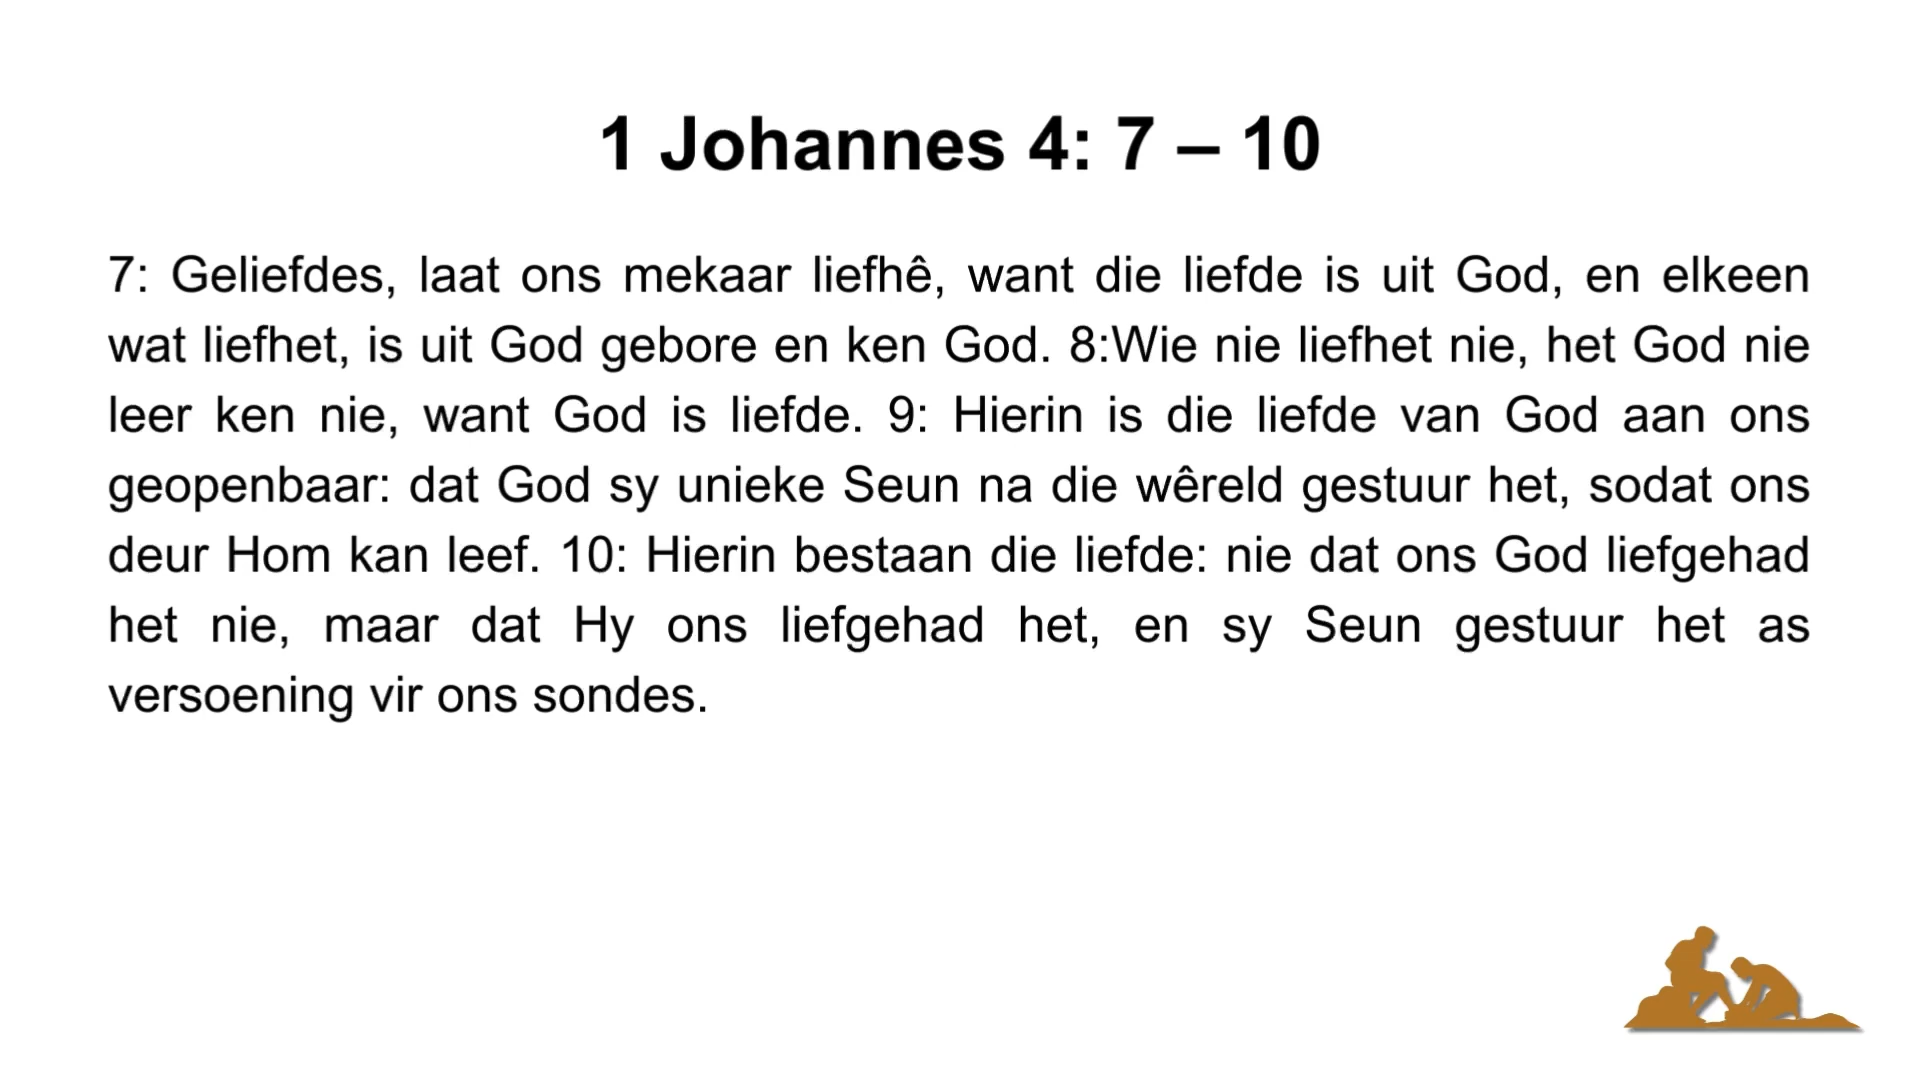 1 Johannes 4: 7 – 10
7: Geliefdes, laat ons mekaar liefhê, want die liefde is uit God, en elkeen
wat liefhet, is uit God gebore en ken God. 8:Wie nie liefhet nie, het God nie
leer ken nie, want God is liefde. 9: Hierin is die liefde van God aan ons
geopenbaar: dat God sy unieke Seun na die wêreld gestuur het, sodat ons
deur Hom kan leef. 10: Hierin bestaan die liefde: nie dat ons God liefgehad
het nie, maar dat Hy ons liefgehad het, en sy Seun gestuur het as
versoening vir ons sondes.